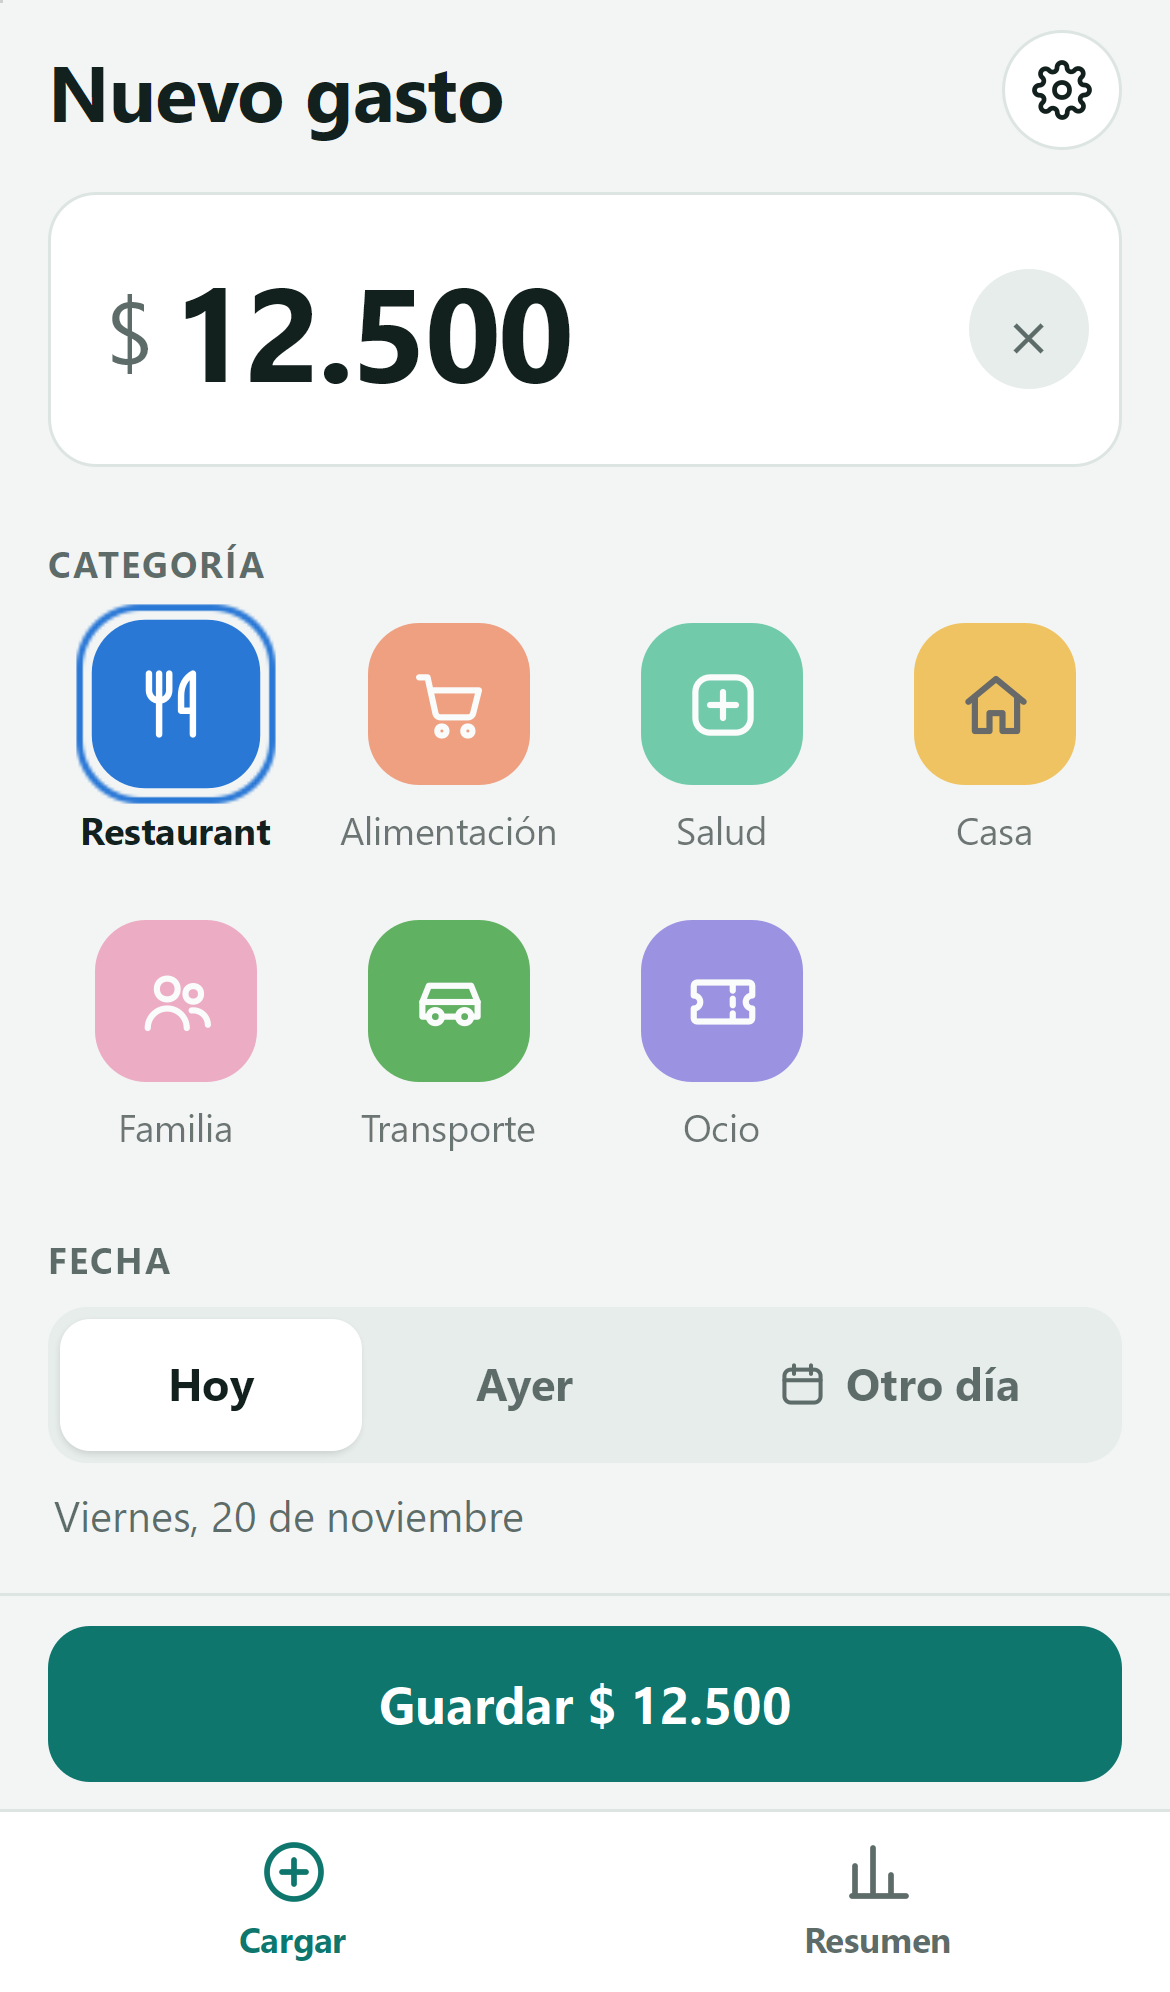 Nuevo gasto
$ 12.500
CATEGORÍA
Restaurant Alimentación Salud Casa
Familia Transporte Ocio
FECHA
Hoy Ayer Otro día
Viernes, 20 de noviembre
Guardar $ 12.500
Cargar Resumen